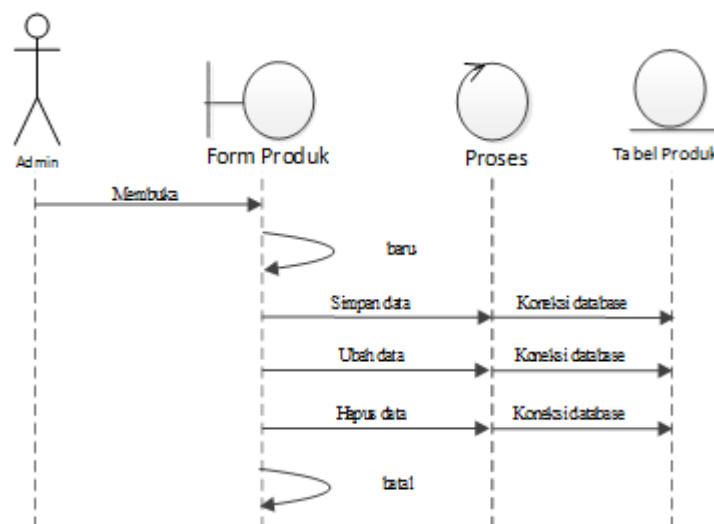 Admin
Form Produk
Proses
Tabel Produk
Membuka
baru
Simpan data
Koneksi database
Ubah data
Koneksi database
Hapus data
Koneksi database
batal